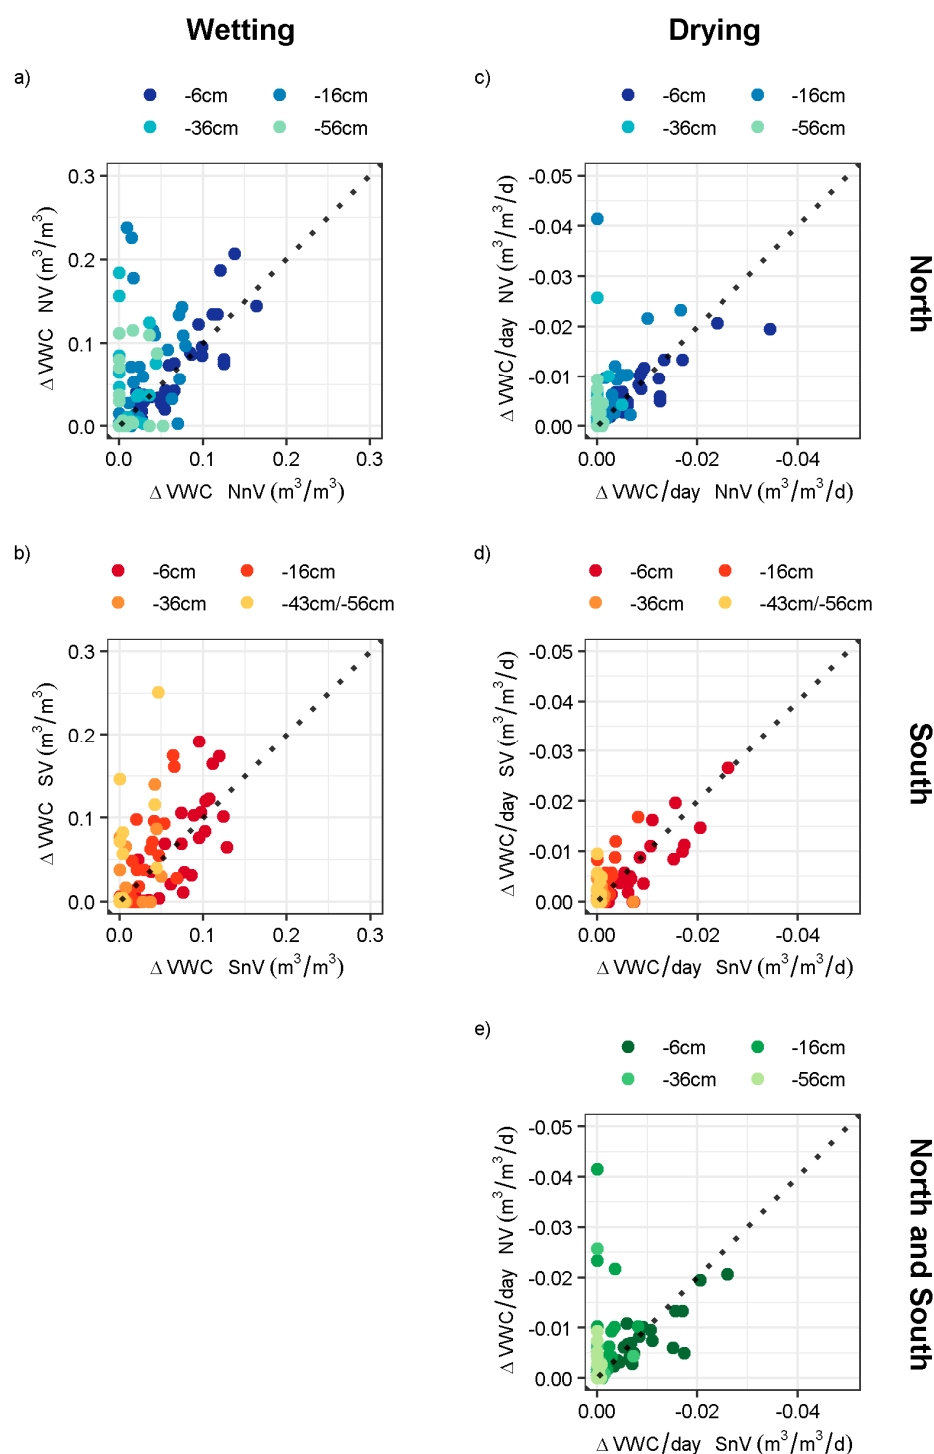 Wetting
Drying
a)
-6cm -16cm
-36cm -56cm
0.3
0.2
0.1
0.0
Δ VWC NV (m³/m³)
0.0 0.1 0.2 0.3
Δ VWC NnV (m³/m³)
c)
-6cm -16cm
-36cm -56cm
-0.05
-0.04
-0.03
-0.02
-0.01
0.00
Δ VWC/day NV (m³/m³/d)
0.00 -0.02 -0.04
Δ VWC/day NnV (m³/m³/d)
North
b)
-6cm -16cm
-36cm -43cm/-56cm
0.3
0.2
0.1
0.0
Δ VWC SV (m³/m³)
0.0 0.1 0.2 0.3
Δ VWC SnV (m³/m³)
d)
-6cm -16cm
-36cm -43cm/-56cm
-0.05
-0.04
-0.03
-0.02
-0.01
0.00
Δ VWC/day SV (m³/m³/d)
0.00 -0.02 -0.04
Δ VWC/day SnV (m³/m³/d)
South
e)
-6cm -16cm
-36cm -56cm
-0.05
-0.04
-0.03
-0.02
-0.01
0.00
Δ VWC/day NV (m³/m³/d)
0.00 -0.02 -0.04
Δ VWC/day SnV (m³/m³/d)
North and South